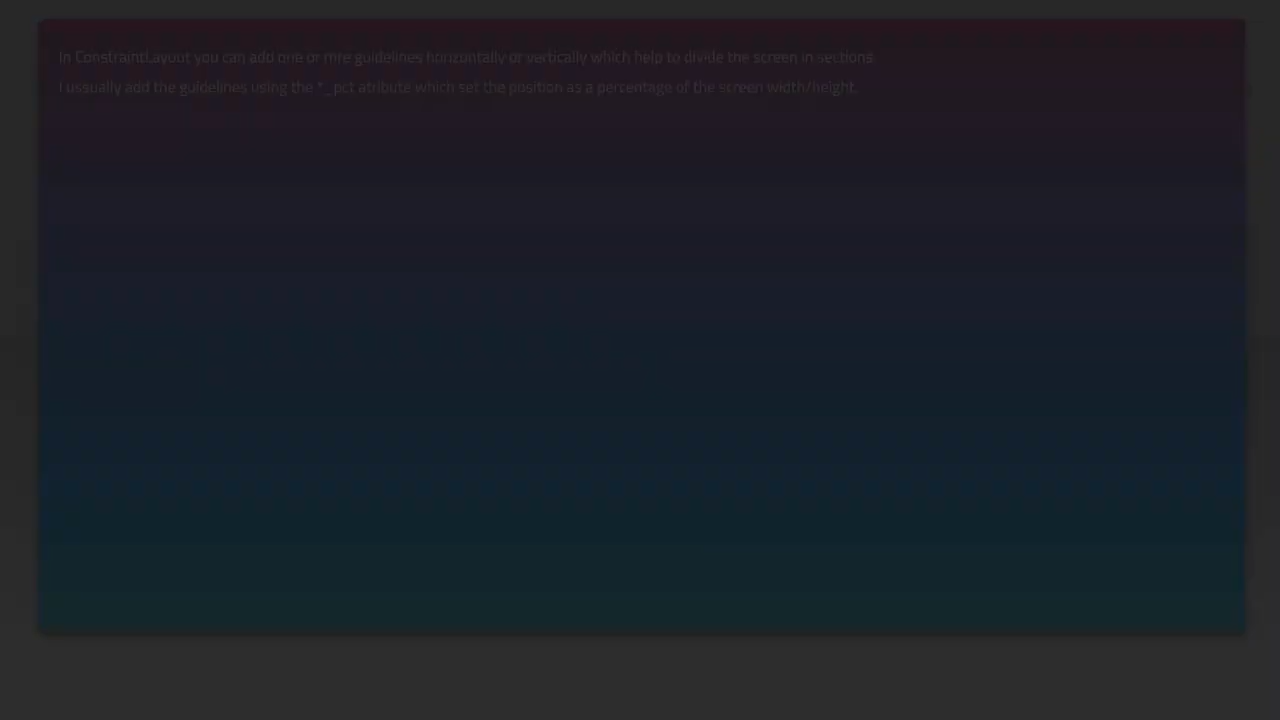 In ConstraintLayout you can add one or mre guidelines horizontally or vertically which help to divide the screen in sections.
I ussually add the guidelines using the *_pct atribute which set the position as a percentage of the screen width/height.